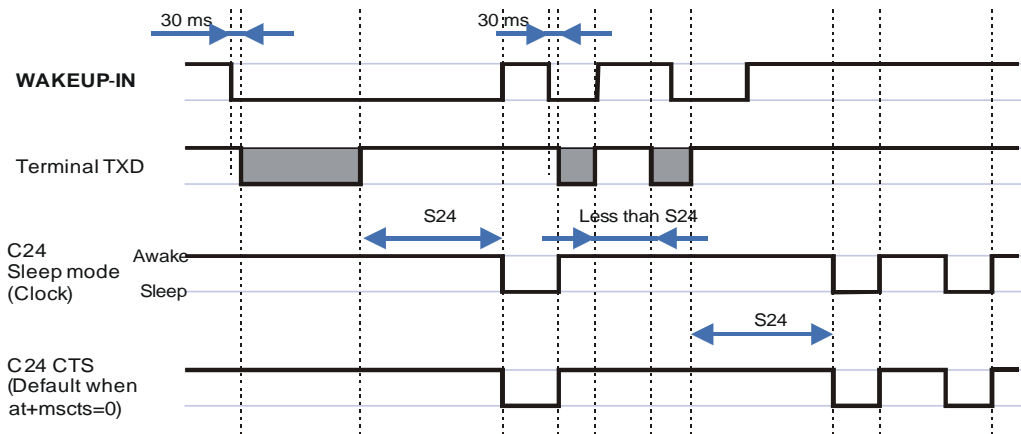 30 ms
30 ms
WAKEUP-IN
Terminal TXD
S24
Less than S24
C24
Sleep mode
(Clock)
Awake
Sleep
S24
C24 CTS
(Default when
at+mscts=0)